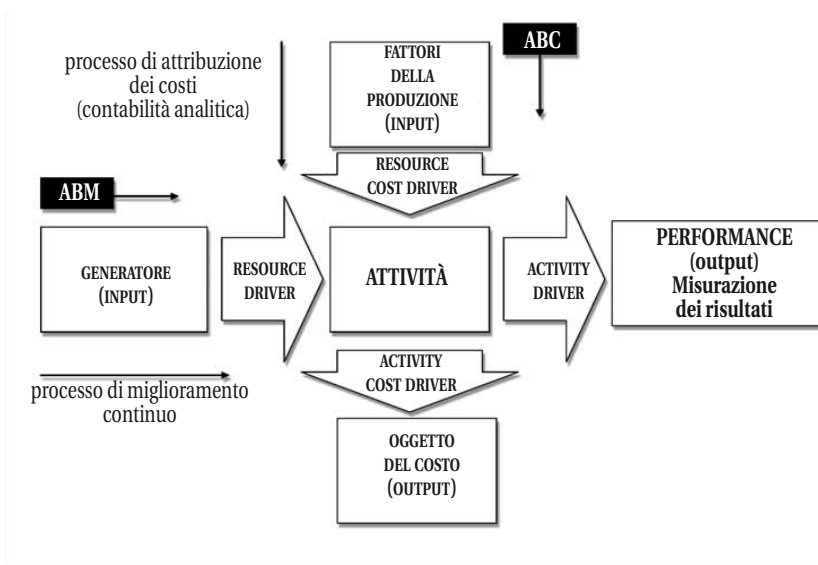 processo di attribuzione
dei costi
(contabilità analitica)
FATTORI
DELLA
PRODUZIONE
(INPUT)
ABC
RESOURCE
COST DRIVER
ABM
GENERATORE
(INPUT)
RESOURCE
DRIVER
ATTIVITÀ
ACTIVITY
DRIVER
PERFORMANCE
(output)
Misurazione
dei risultati
processo di miglioramento
continuo
ACTIVITY
COST DRIVER
OGGETTO
DEL COSTO
(OUTPUT)